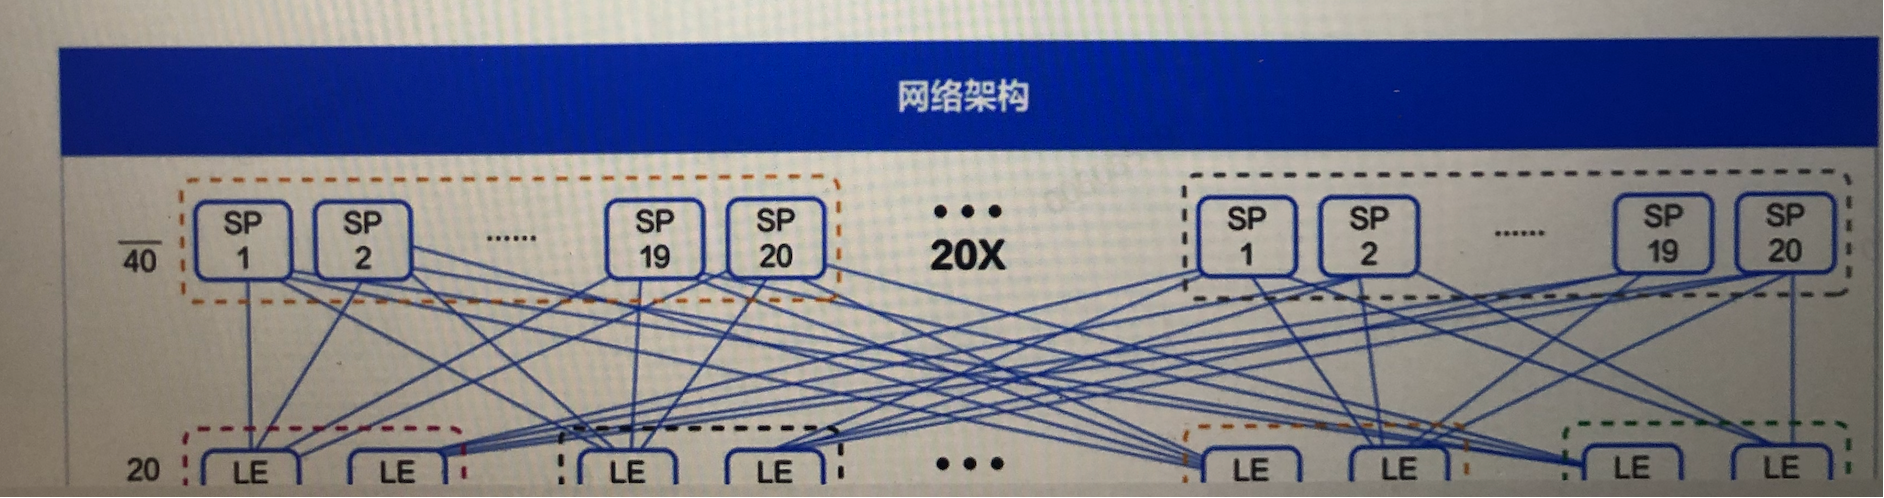 网络架构
SP SP SP SP SP SP SP SP
1 2 ...... 19 20 ••• 20X 1 2 ...... 19 20
40
20 LE LE LE LE ••• LE LE LE LE